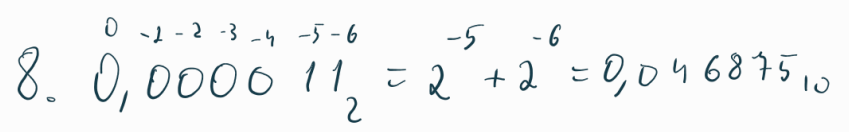 0 -1 -2 -3 -4 -5 -6
8. 0,000011₂ = 2⁻⁵ + 2⁻⁶ = 0,046875₁₀